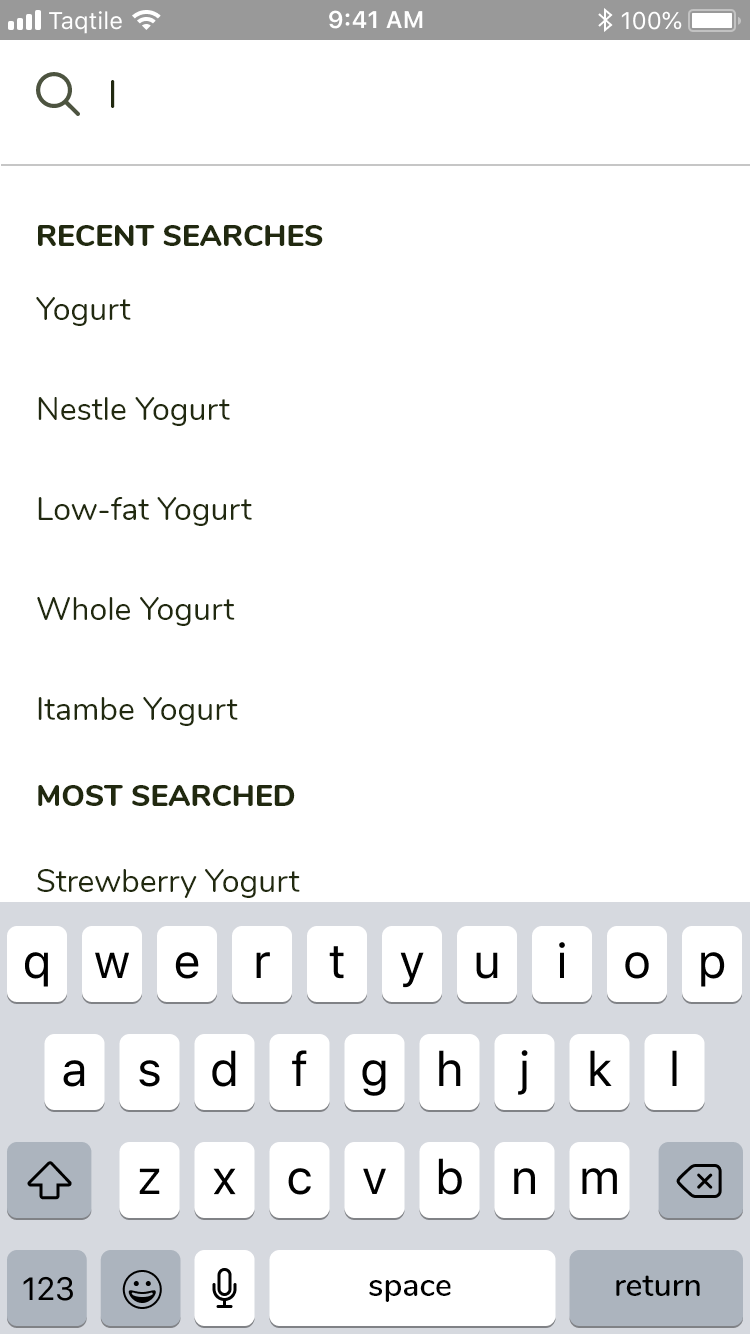 Taqtile 9:41 AM 100%
RECENT SEARCHES
Yogurt
Nestle Yogurt
Low-fat Yogurt
Whole Yogurt
Itambe Yogurt
MOST SEARCHED
Strewberry Yogurt
q w e r t y u i o p
a s d f g h j k l
z x c v b n m
123 space return